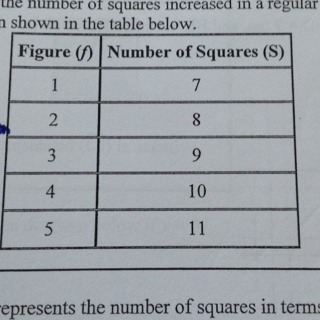 the number of squares increased in a regular
n shown in the table below.
Figure (f) Number of Squares (S)
1 7
2 8
3 9
4 10
5 11
represents the number of squares in terms